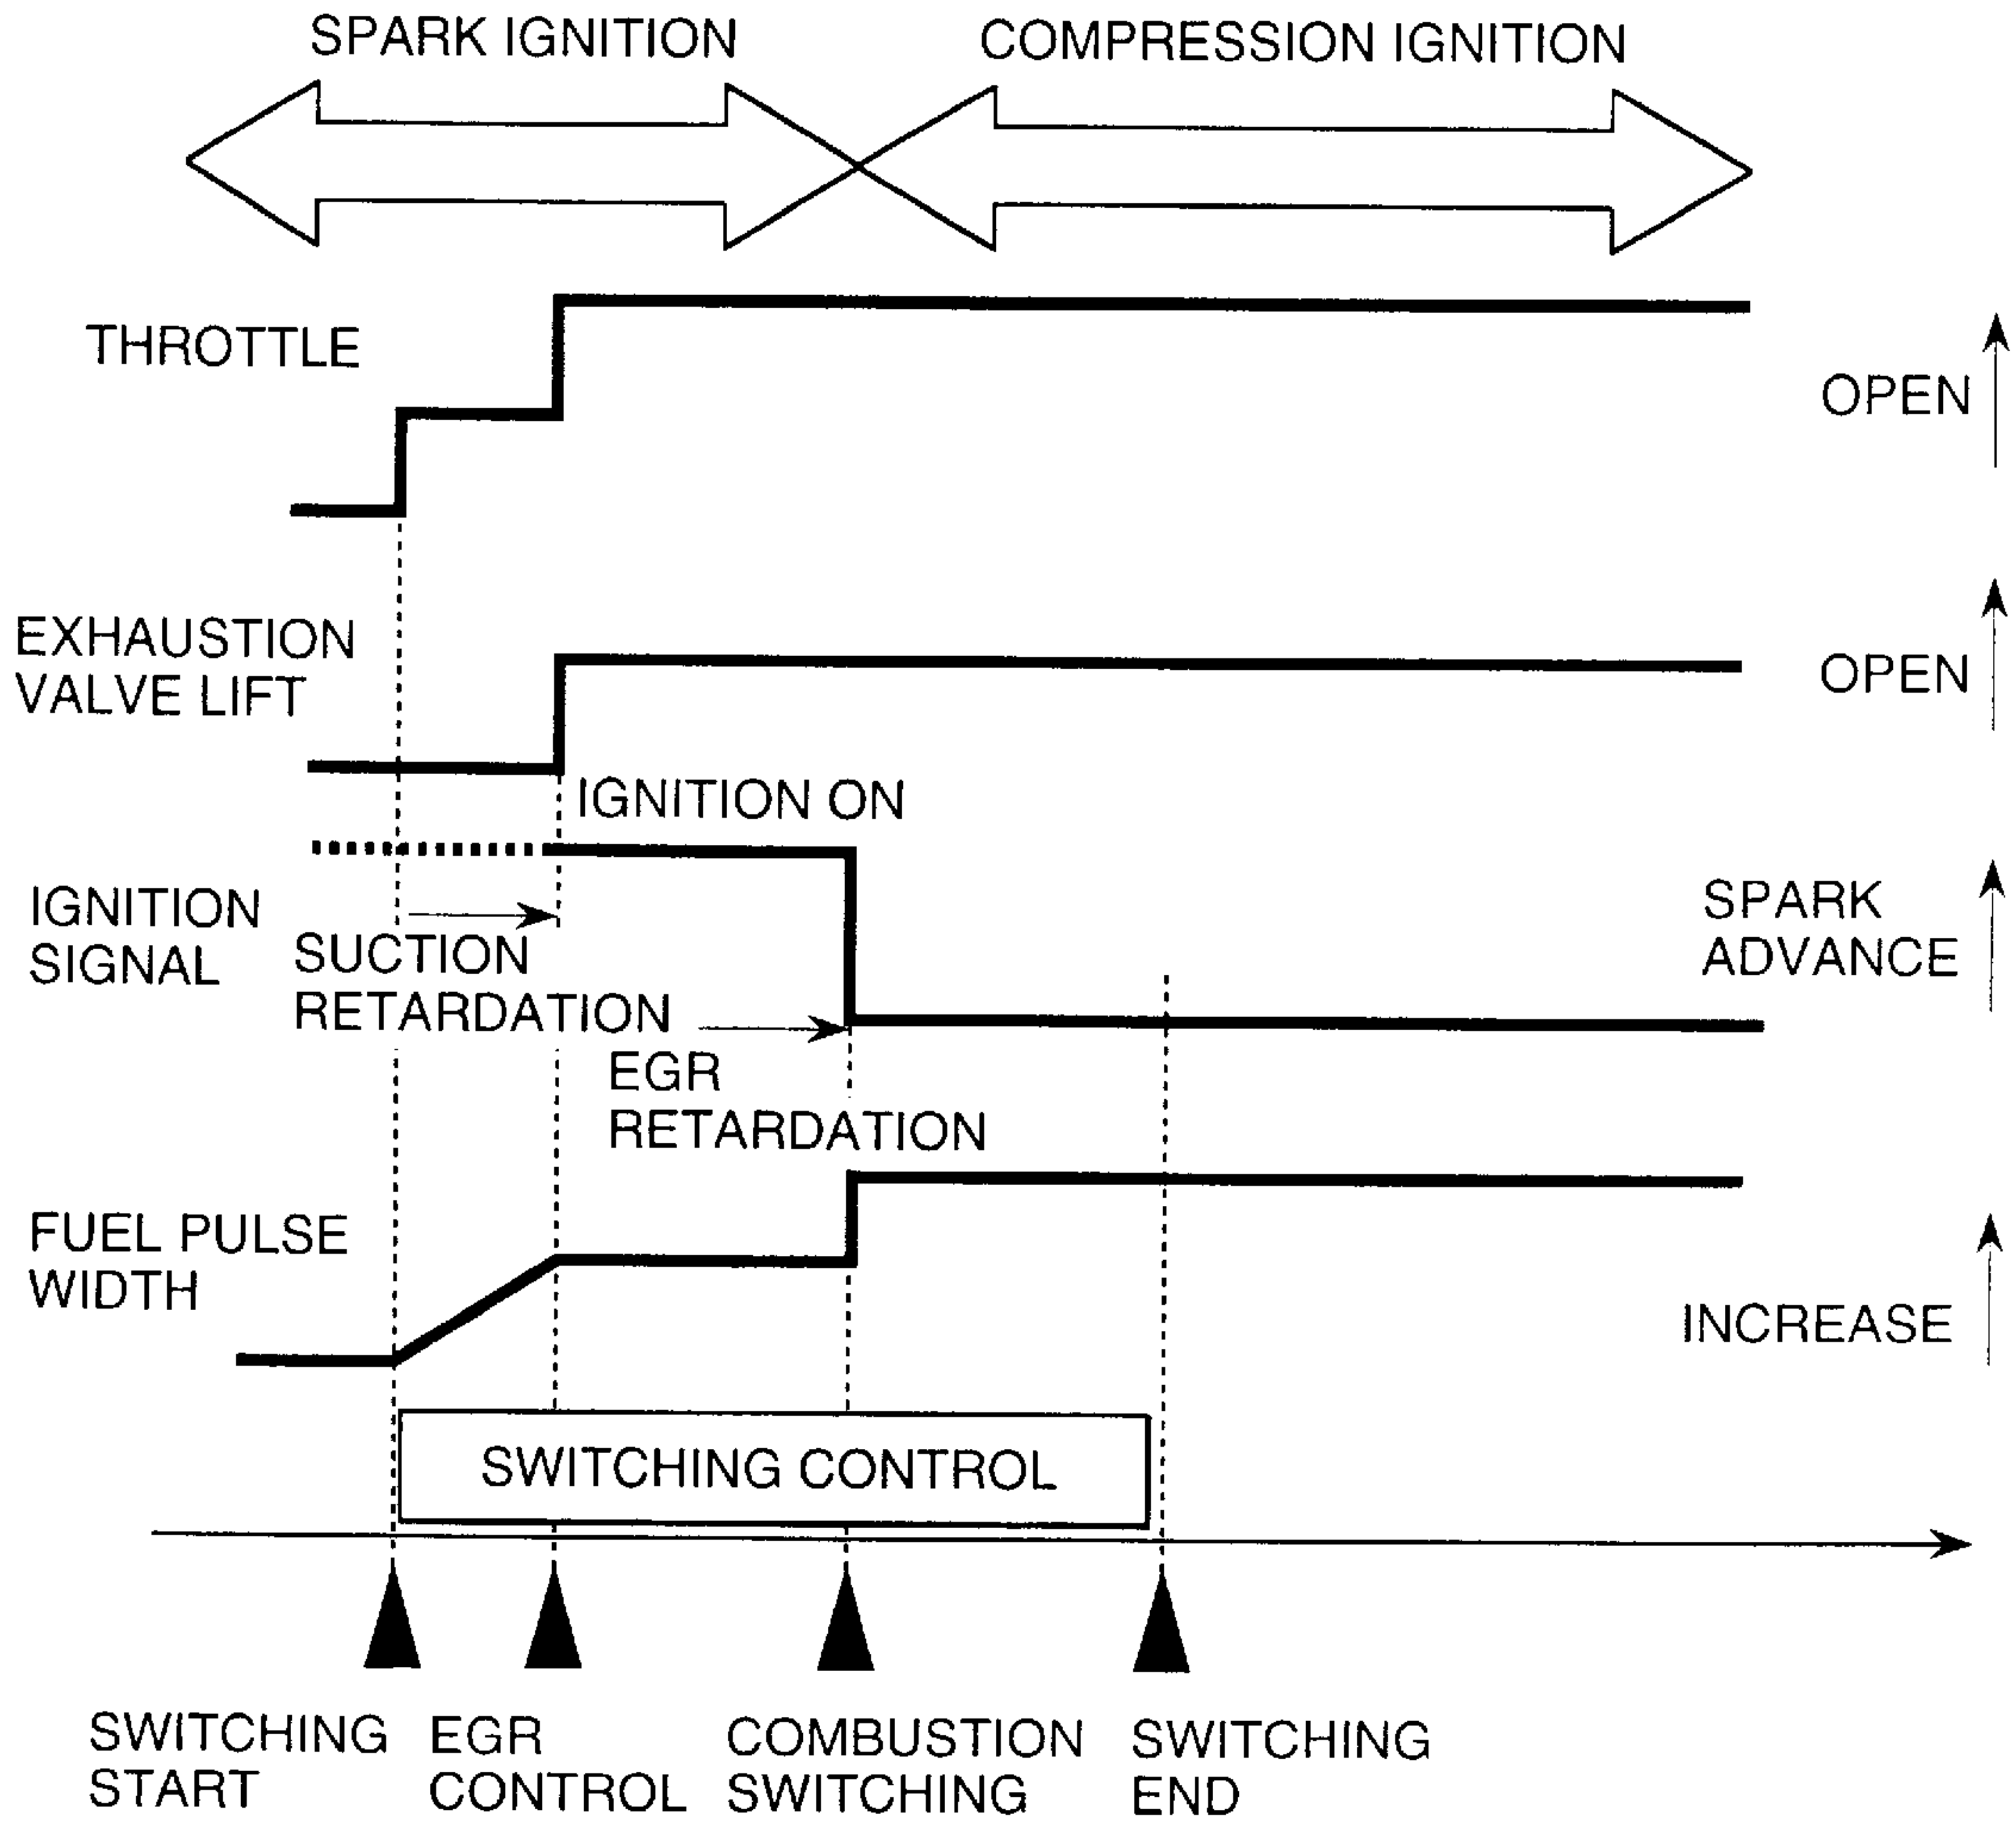 SPARK IGNITION
COMPRESSION IGNITION
THROTTLE
OPEN
EXHAUSTION
VALVE LIFT
OPEN
IGNITION ON
IGNITION
SIGNAL
SUCTION
RETARDATION
SPARK
ADVANCE
EGR
RETARDATION
FUEL PULSE
WIDTH
INCREASE
SWITCHING CONTROL
SWITCHING
START
EGR
CONTROL
COMBUSTION
SWITCHING
SWITCHING
END